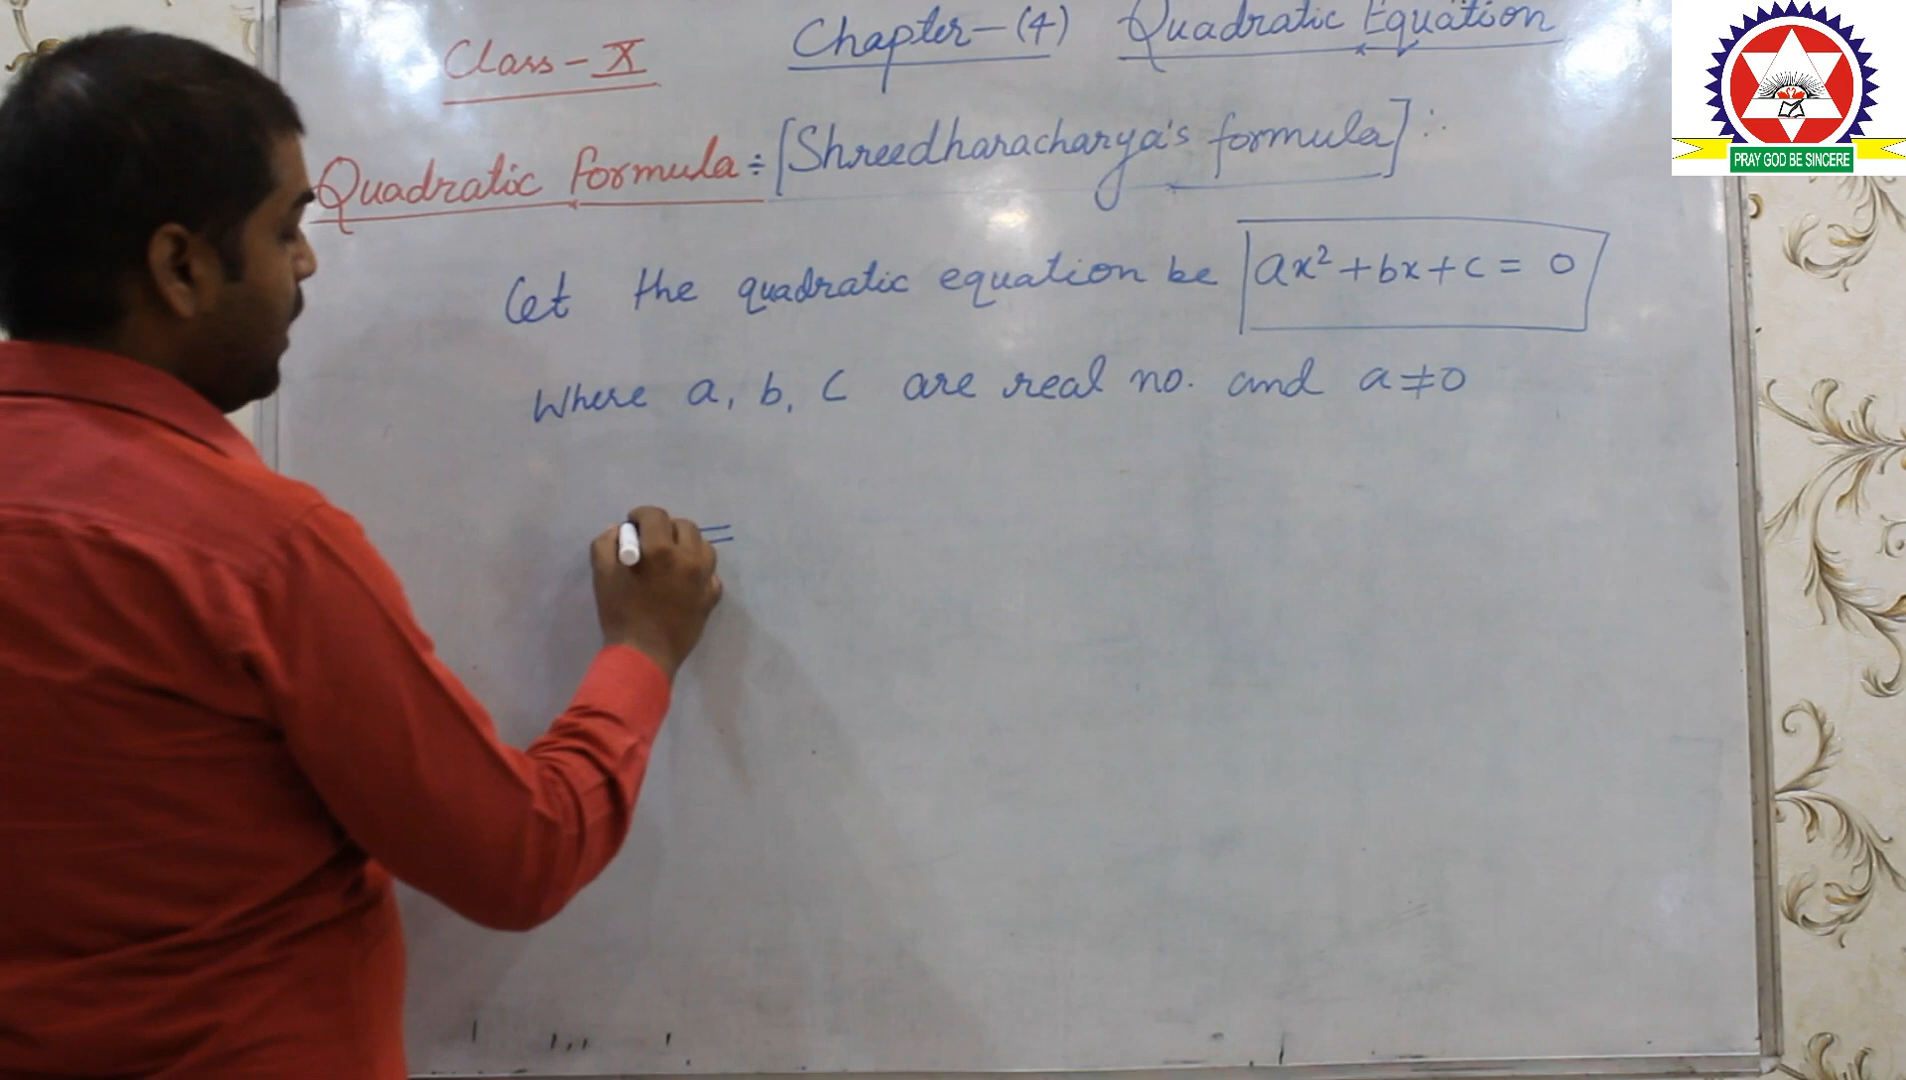 Class - X Chapter - (4) Quadratic Equation
Quadratic formula ÷ [Shreedharacharya's formula] ∴
Let the quadratic equation be ax² + bx + c = 0
Where a, b, c are real no. and a ≠ 0
=
PRAY GOD BE SINCERE